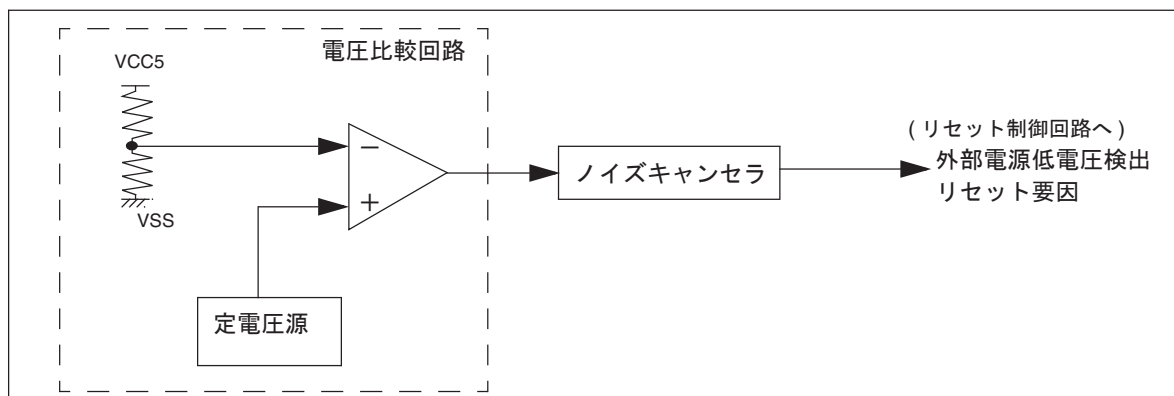 電圧比較回路
VCC5
(リセット制御回路へ)
－
外部電源低電圧検出
ノイズキャンセラ
リセット要因
＋
VSS
定電圧源